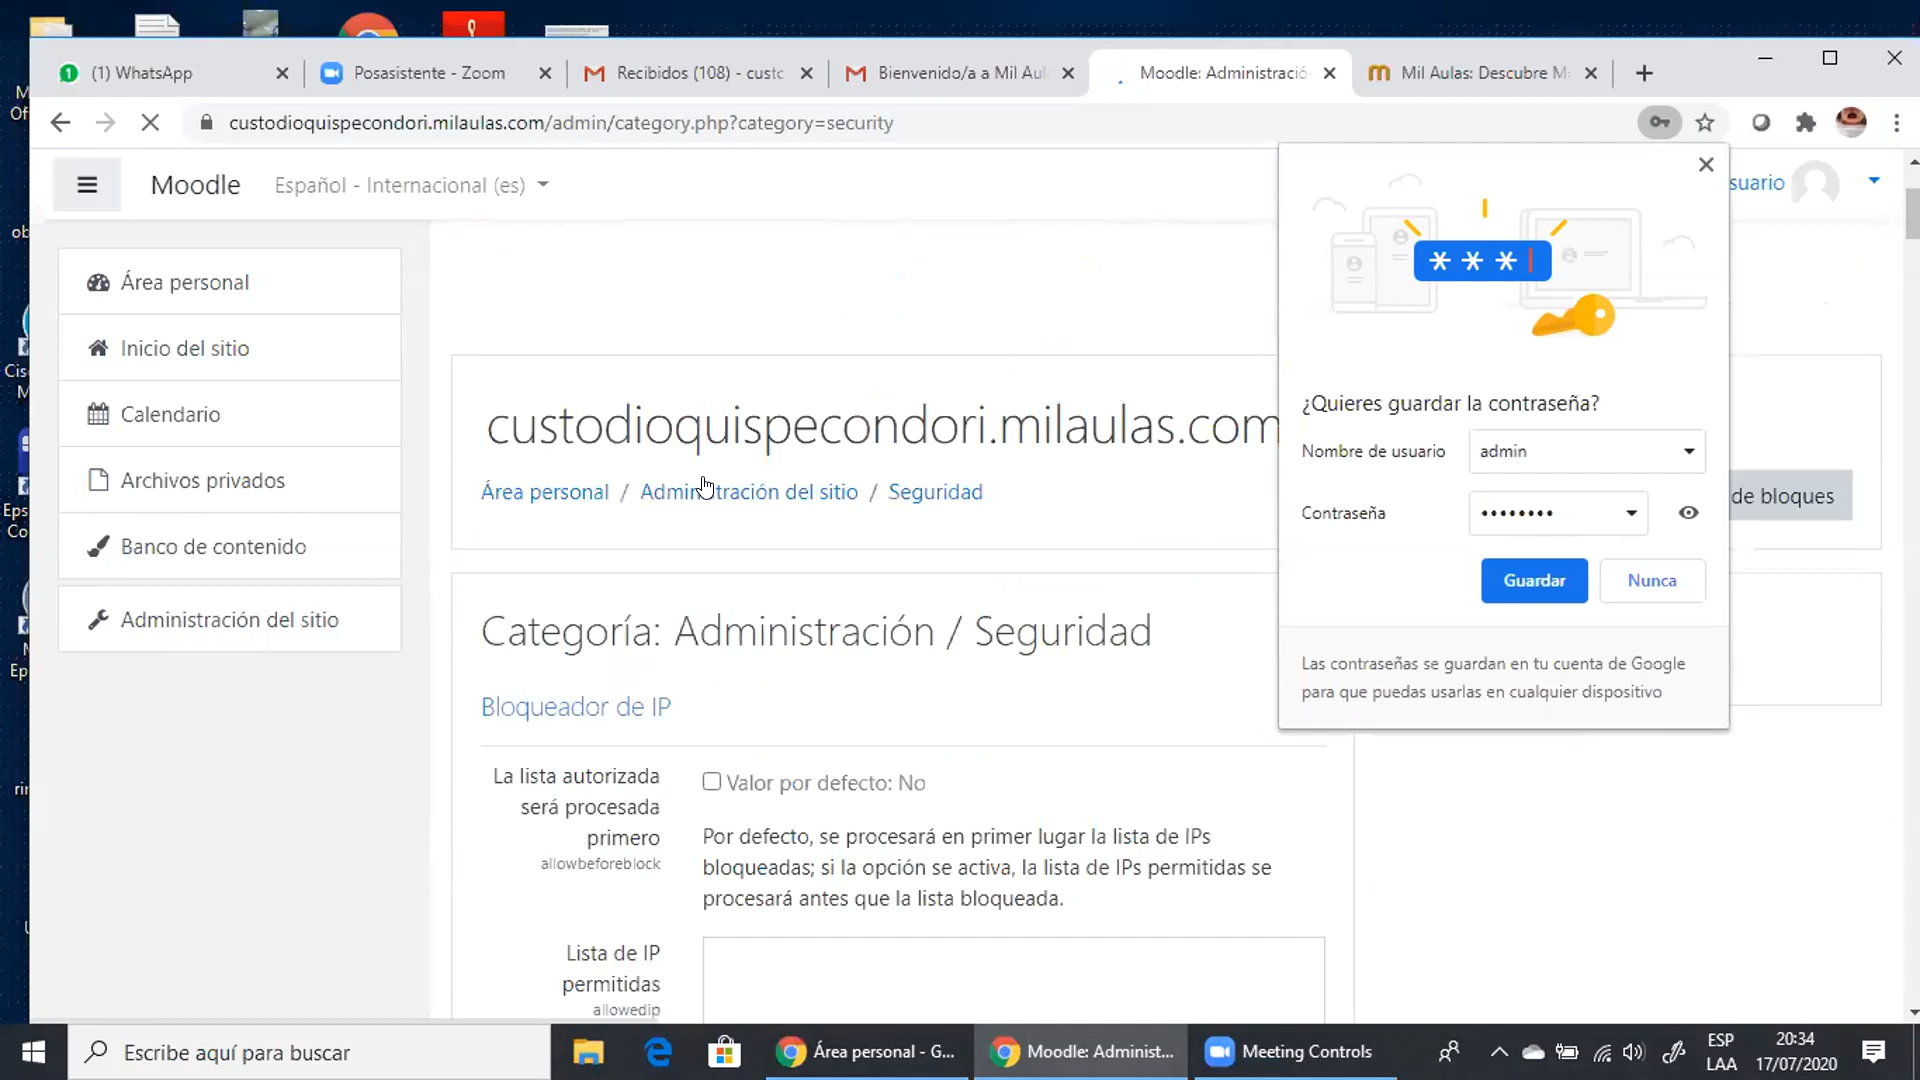 (1) WhatsApp
Posasistente - Zoom
Recibidos (108) - custo
Bienvenido/a a Mil Aul
Moodle: Administració
Mil Aulas: Descubre M
custodioquispecondori.milaulas.com/admin/category.php?category=security
Moodle
Español - Internacional (es)
suario
Área personal
Inicio del sitio
Calendario
Archivos privados
Banco de contenido
Administración del sitio
custodioquispecondori.milaulas.com
Área personal / Administración del sitio / Seguridad
de bloques
Categoría: Administración / Seguridad
Bloqueador de IP
La lista autorizada
será procesada
primero
allowbeforeblock
Valor por defecto: No
Por defecto, se procesará en primer lugar la lista de IPs
bloqueadas; si la opción se activa, la lista de IPs permitidas se
procesará antes que la lista bloqueada.
Lista de IP
permitidas
allowedip
¿Quieres guardar la contraseña?
Nombre de usuario admin
Contraseña ••••••••
Guardar Nunca
Las contraseñas se guardan en tu cuenta de Google
para que puedas usarlas en cualquier dispositivo
Escribe aquí para buscar
Área personal - G...
Moodle: Administ...
Meeting Controls
ESP
LAA
20:34
17/07/2020